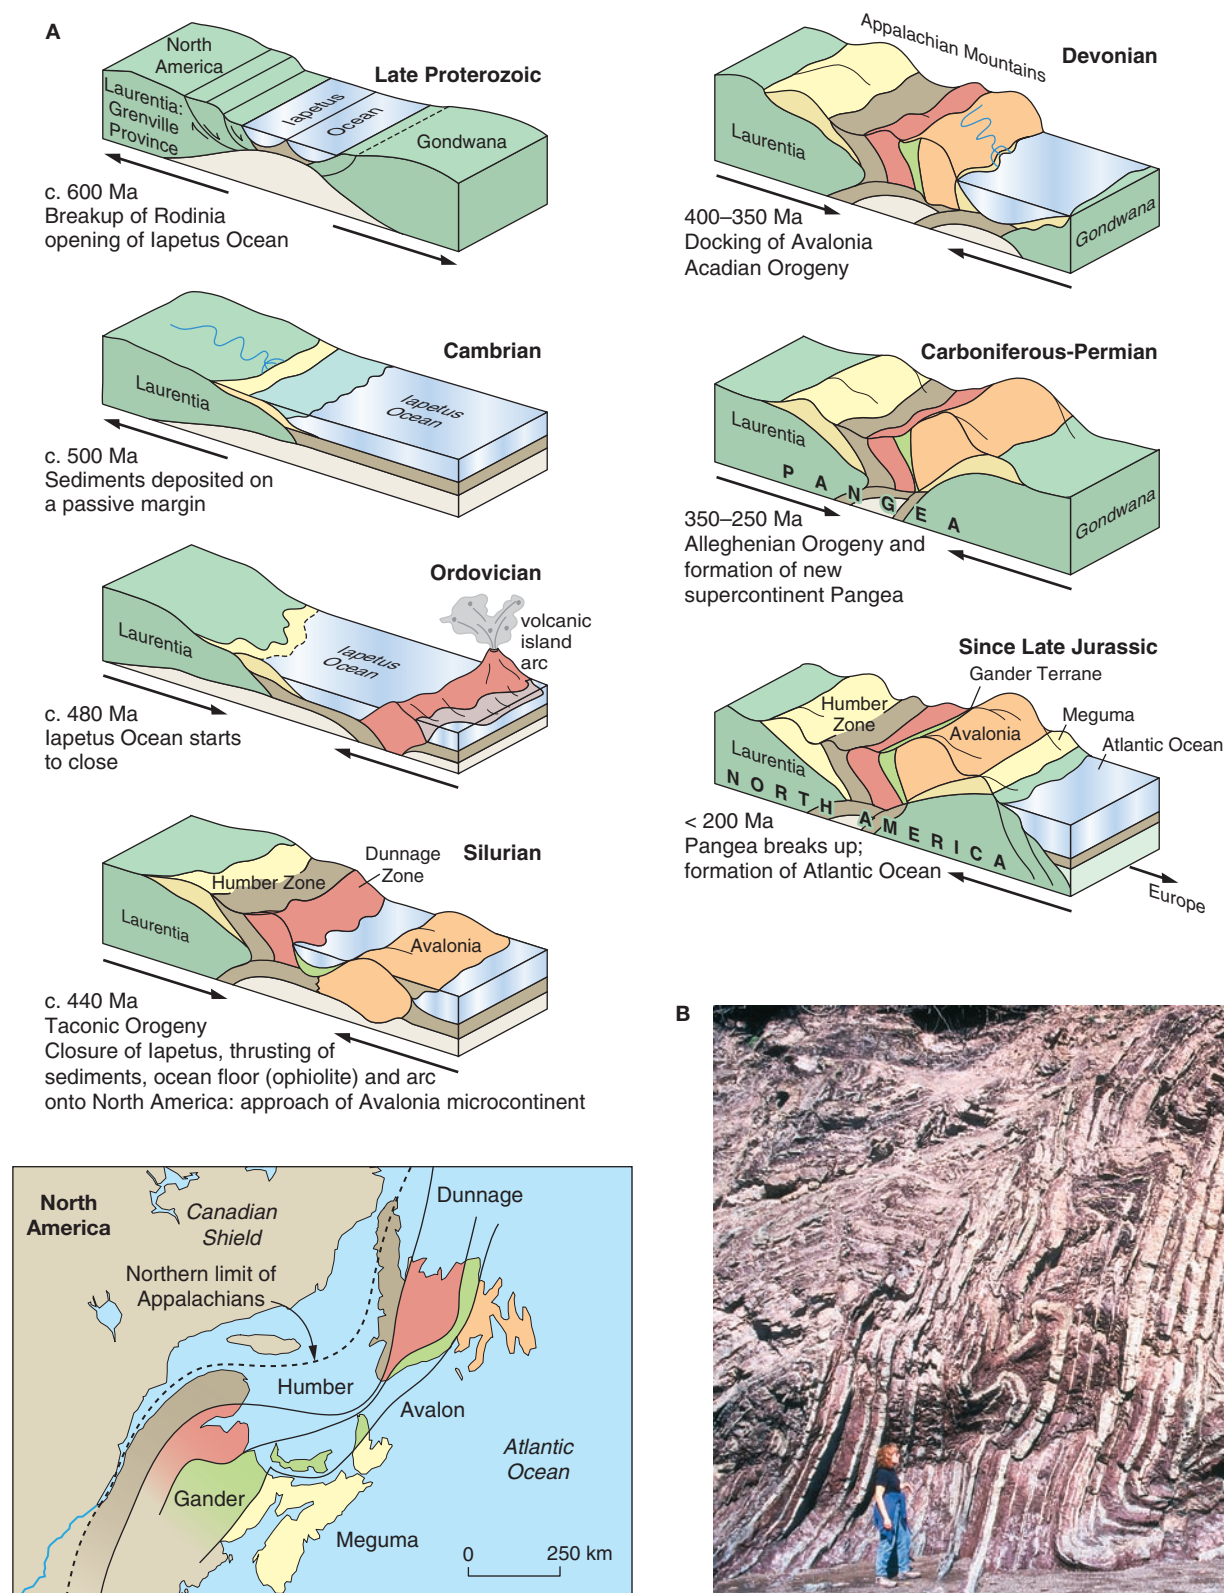 A
North
America
Late Proterozoic
Laurentia:
Grenville
Province
Iapetus
Ocean
Gondwana
c. 600 Ma
Breakup of Rodinia
opening of Iapetus Ocean
Cambrian
Laurentia
Iapetus
Ocean
c. 500 Ma
Sediments deposited on
a passive margin
Ordovician
volcanic
island
arc
Laurentia
Iapetus
Ocean
c. 480 Ma
Iapetus Ocean starts
to close
Silurian
Dunnage
Zone
Humber Zone
Laurentia
Avalonia
c. 440 Ma
Taconic Orogeny
Closure of Iapetus, thrusting of
sediments, ocean floor (ophiolite) and arc
onto North America: approach of Avalonia microcontinent
Appalachian Mountains
Devonian
Laurentia
Gondwana
400–350 Ma
Docking of Avalonia
Acadian Orogeny
Carboniferous-Permian
Laurentia
PANGEA
Gondwana
350–250 Ma
Alleghenian Orogeny and
formation of new
supercontinent Pangea
Since Late Jurassic
Gander Terrane
Humber
Zone
Meguma
Avalonia
Atlantic Ocean
Laurentia
NORTH AMERICA
< 200 Ma
Pangea breaks up;
formation of Atlantic Ocean
Europe
North
America
Canadian
Shield
Dunnage
Northern limit of
Appalachians
Humber
Avalon
Atlantic
Ocean
Gander
Meguma
0 250 km
B